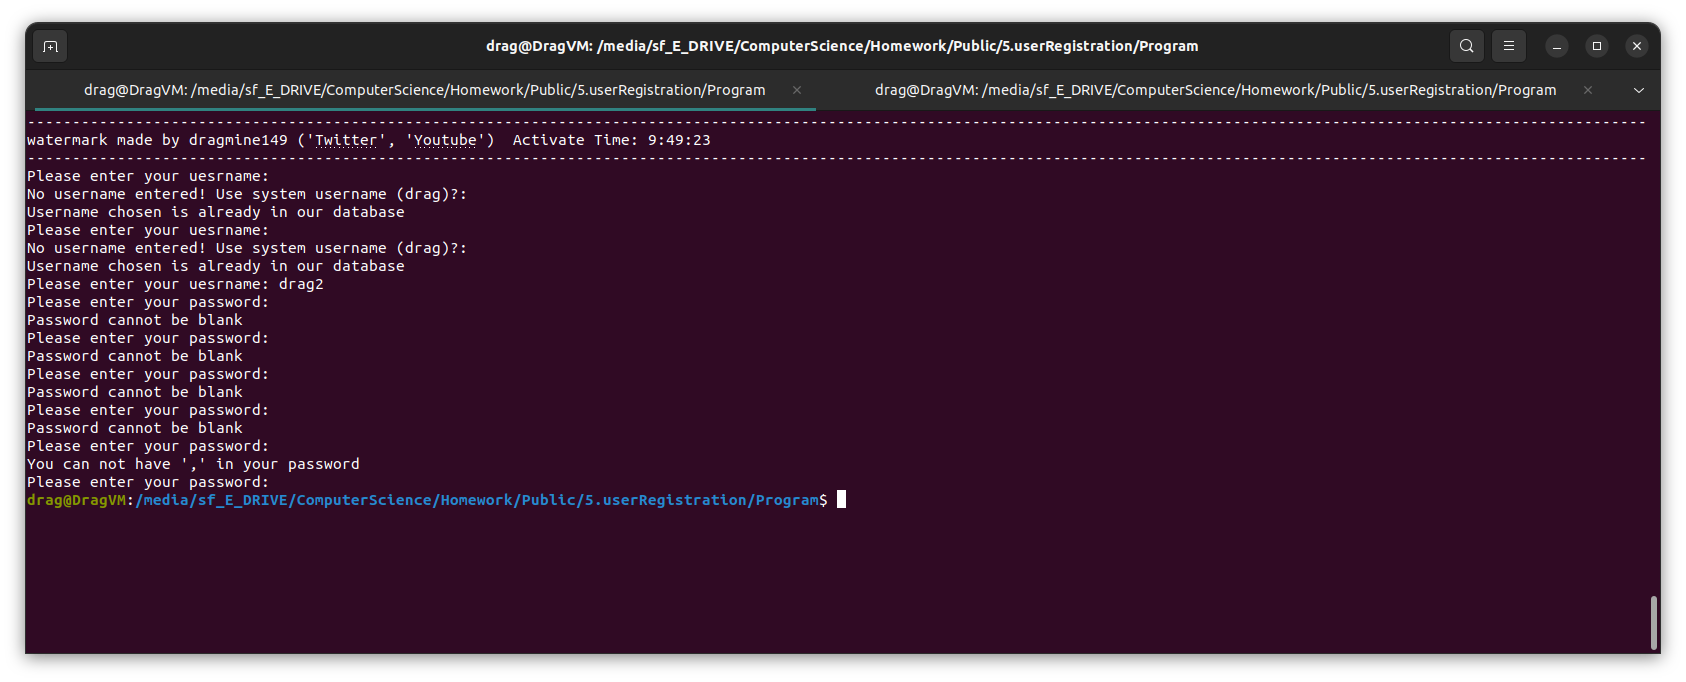 drag@DragVM: /media/sf_E_DRIVE/ComputerScience/Homework/Public/5.userRegistration/Program
drag@DragVM: /media/sf_E_DRIVE/ComputerScience/Homework/Public/5.userRegistration/Program × drag@DragVM: /media/sf_E_DRIVE/ComputerScience/Homework/Public/5.userRegistration/Program ×
------------------------------------------------------------------------------------------------------------------------------------------------------------------------------------
watermark made by dragmine149 ('Twitter', 'Youtube')  Activate Time: 9:49:23
------------------------------------------------------------------------------------------------------------------------------------------------------------------------------------
Please enter your uesrname:
No username entered! Use system username (drag)?:
Username chosen is already in our database
Please enter your uesrname:
No username entered! Use system username (drag)?:
Username chosen is already in our database
Please enter your uesrname: drag2
Please enter your password:
Password cannot be blank
Please enter your password:
Password cannot be blank
Please enter your password:
Password cannot be blank
Please enter your password:
Password cannot be blank
Please enter your password:
You can not have ',' in your password
Please enter your password:
drag@DragVM:/media/sf_E_DRIVE/ComputerScience/Homework/Public/5.userRegistration/Program$